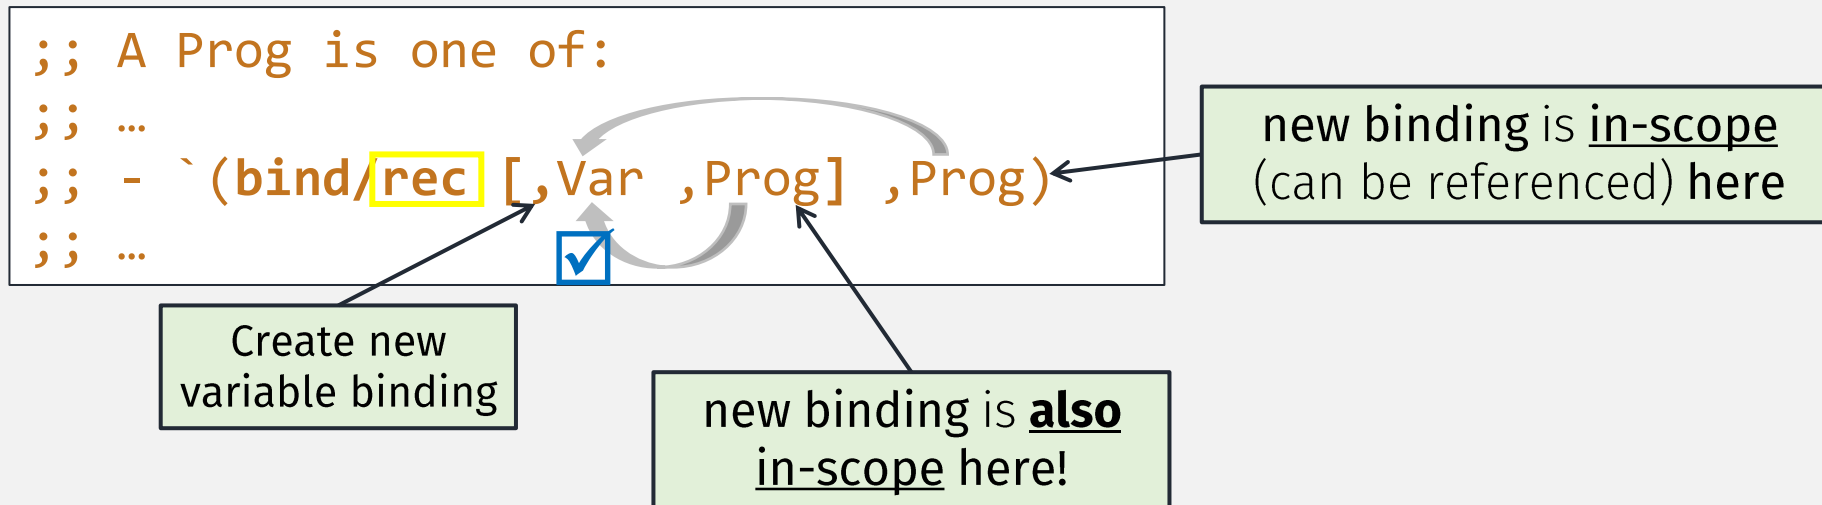 ;; A Prog is one of:
;; …
;; - `(bind/rec [,Var ,Prog] ,Prog)
;; …
new binding is in-scope
(can be referenced) here
Create new
variable binding
new binding is also
in-scope here!